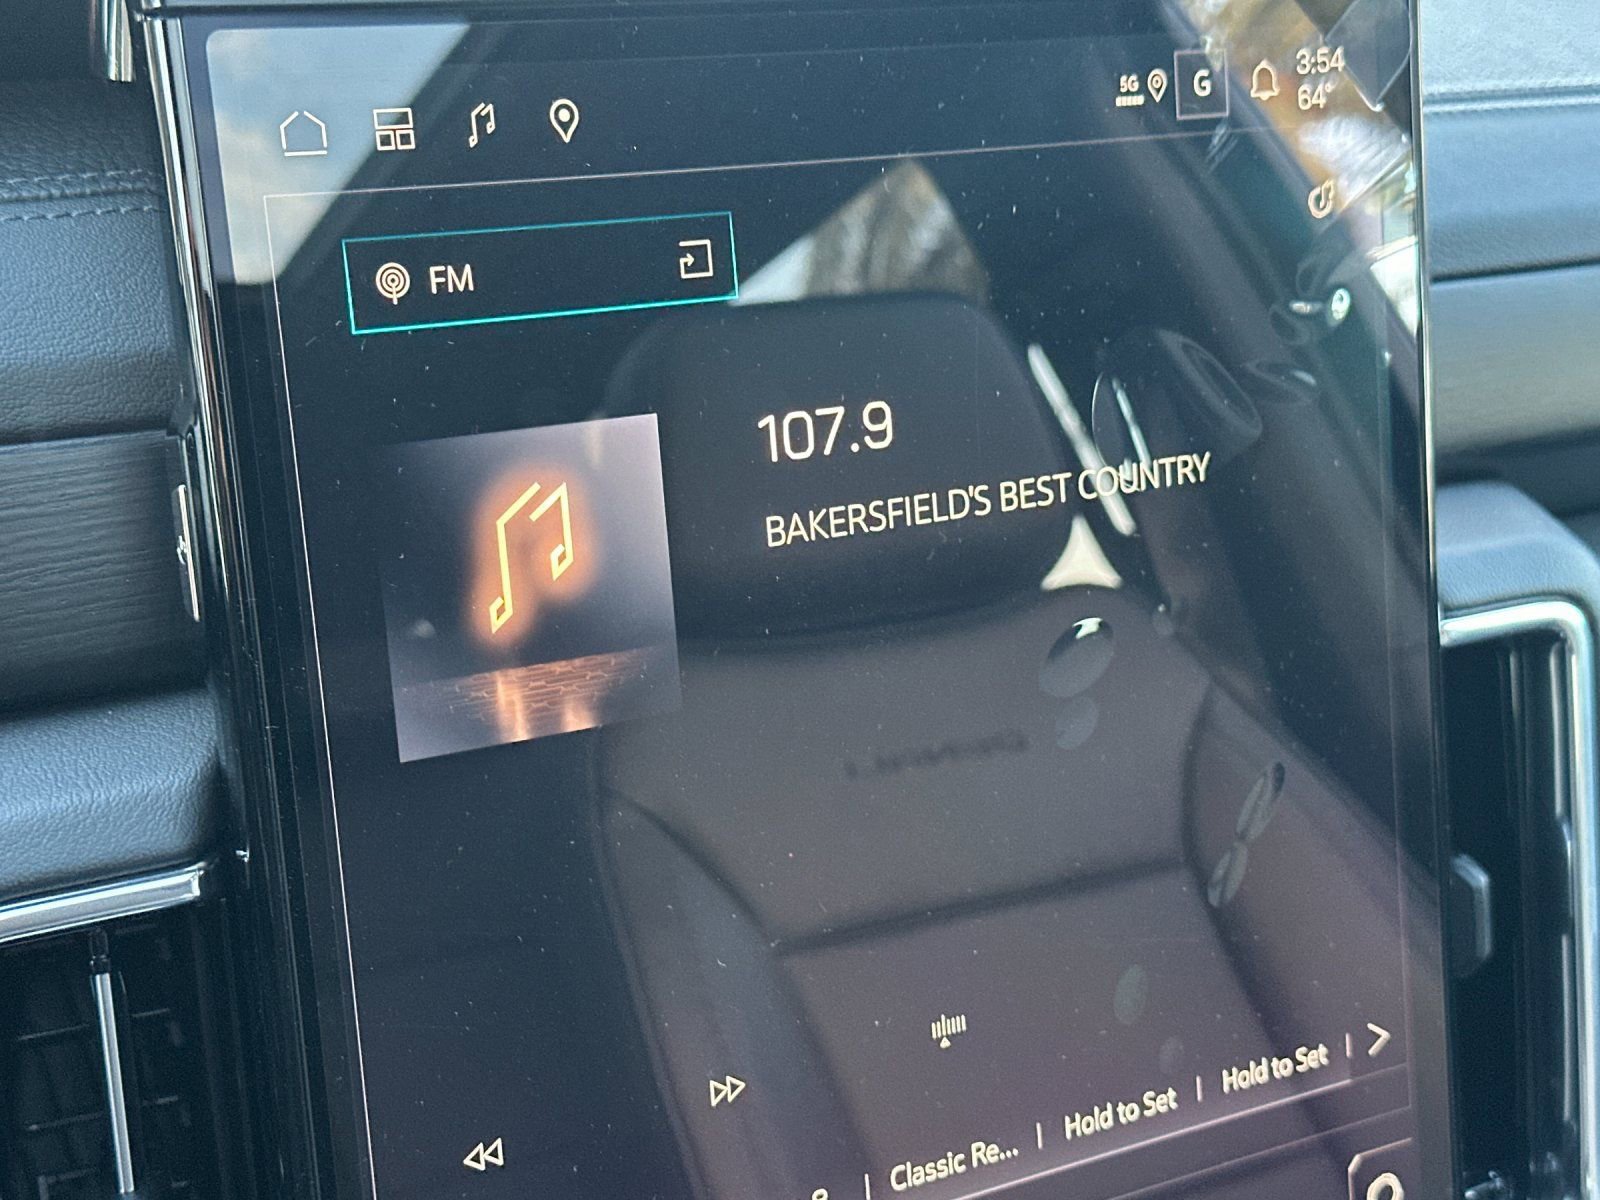 5G
G
3:54
64°
FM
107.9
BAKERSFIELD'S BEST COUNTRY
Classic Re... | Hold to Set | Hold to Set |